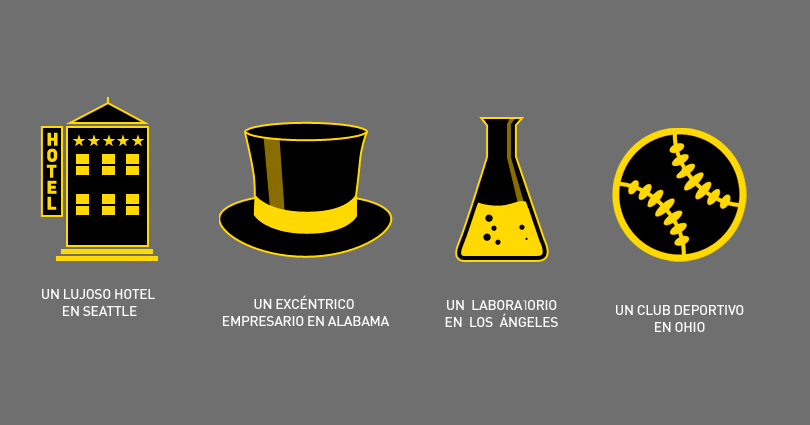 HOTEL
UN LUJOSO HOTEL
EN SEATTLE
UN EXCÉNTRICO
EMPRESARIO EN ALABAMA
UN LABORATORIO
EN LOS ÁNGELES
UN CLUB DEPORTIVO
EN OHIO